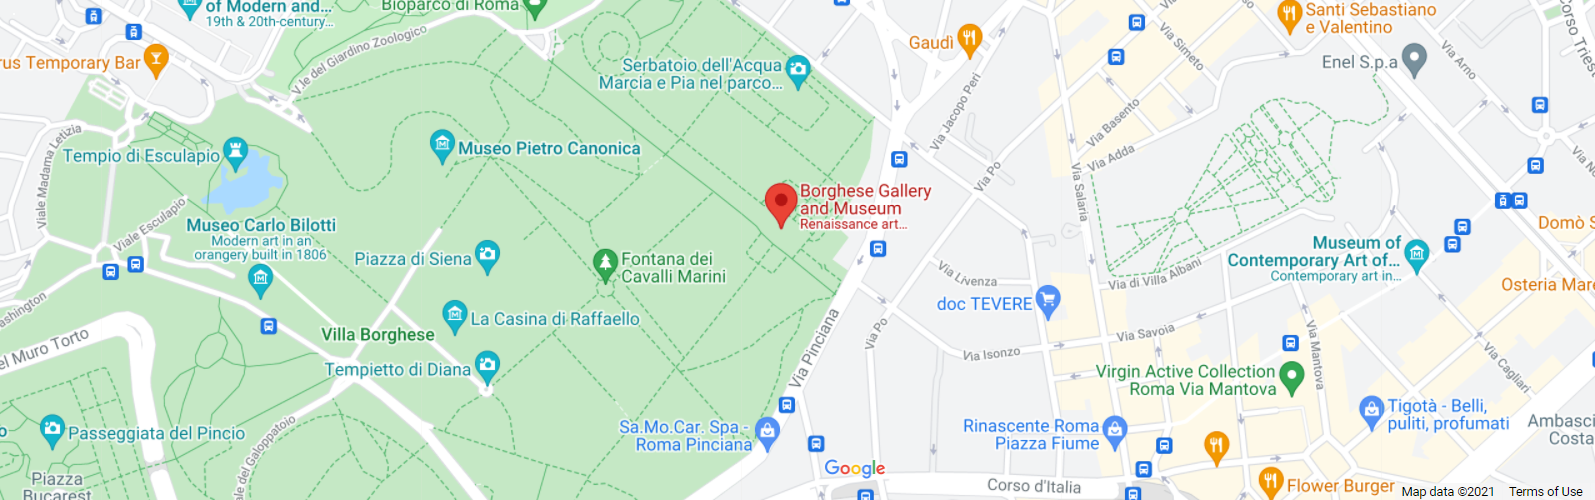 Bioparco di Roma
of Modern and...
19th & 20th-century...
rus Temporary Bar
V.le del Giardino Zoologico
Serbatoio dell'Acqua
Marcia e Pia nel parco...
Gaudì
Via Jacopo Peri
Via Simeto
Santi Sebastiano
e Valentino
Enel S.p.a
Corso Trieste
Via Arno
Viale Madama Letizia
Tempio di Esculapio
Museo Pietro Canonica
Via Basento
Via Adda
Via Po
Via Salaria
Borghese Gallery
and Museum
Renaissance art...
Viale Esculapio
Museo Carlo Bilotti
Modern art in an
orangery built in 1806
Piazza di Siena
Fontana dei
Cavalli Marini
Via Livenza
Via di Villa Albani
Museum of
Contemporary Art of...
Contemporary art in...
Domò S
Osteria Mare
ashington
el Muro Torto
Villa Borghese
La Casina di Raffaello
Tempietto di Diana
Via Pinciana
Via Po
doc TEVERE
Via Isonzo
Via Savoia
Via Mantova
Via Cagliari
Virgin Active Collection
Roma Via Mantova
Passeggiata del Pincio
Piazza
Bucarest
le del Galoppatoio
Sa.Mo.Car. Spa -
Roma Pinciana
Rinascente Roma
Piazza Fiume
Tigotà - Belli,
puliti, profumati
Ambasci
Costa
Google
Corso d'Italia
Flower Burger
Map data ©2021
Terms of Use